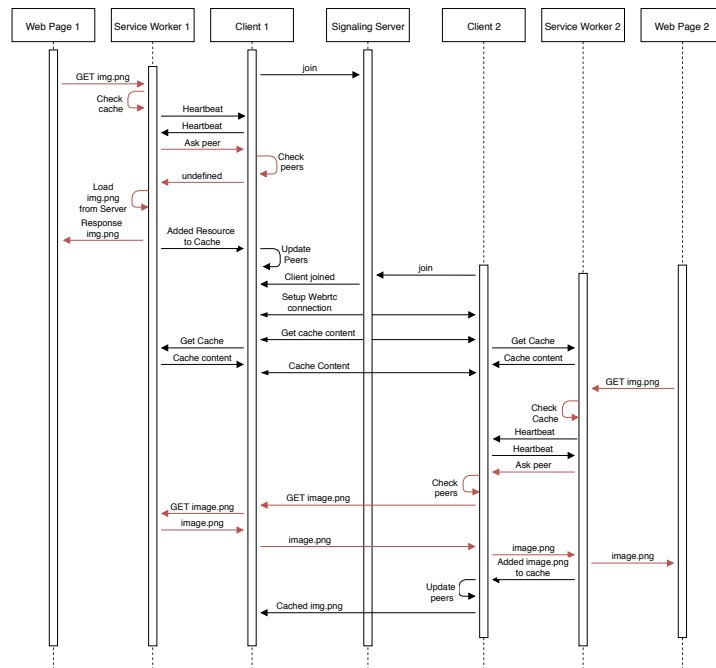 Web Page 1
Service Worker 1
Client 1
Signaling Server
Client 2
Service Worker 2
Web Page 2
join
GET img.png
Check
cache
Heartbeat
Heartbeat
Ask peer
Check
peers
undefined
Load
img.png
from Server
Response
img.png
Added Resource
to Cache
Update
Peers
join
Client joined
Setup Webrtc
connection
Get cache content
Get Cache
Get Cache
Cache content
Cache content
Cache Content
GET img.png
Check
Cache
Heartbeat
Heartbeat
Ask peer
Check
peers
GET image.png
GET image.png
image.png
image.png
image.png
image.png
Added image.png
to cache
Update
peers
Cached img.png